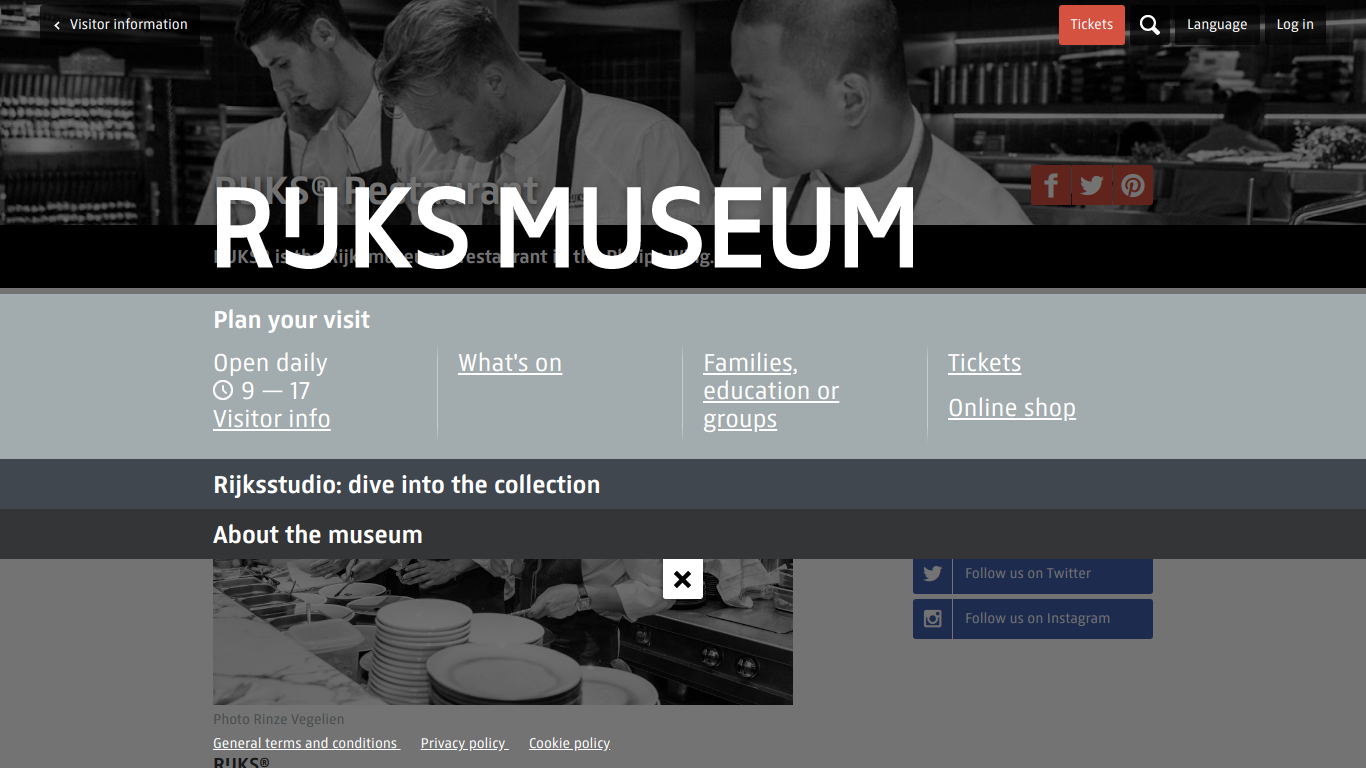 Visitor information
Tickets
Language
Log in
RIJKS® Restaurant
RIJKS MUSEUM
RIJKS® is the Rijksmuseum's restaurant in the Philips Wing.
Plan your visit
Open daily
9 — 17
Visitor info
What's on
Families,
education or
groups
Tickets
Online shop
Rijksstudio: dive into the collection
About the museum
Follow us on Twitter
Follow us on Instagram
Photo Rinze Vegelien
General terms and conditions
Privacy policy
Cookie policy
RIJKS®